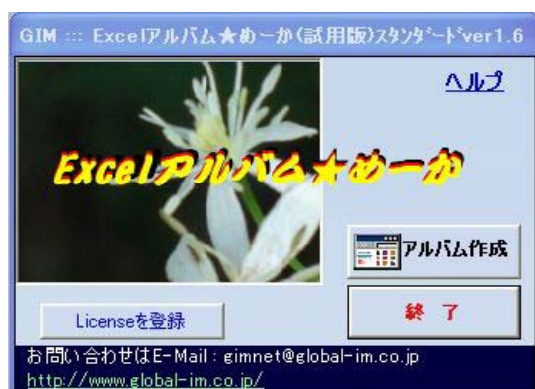 GIM ::: Excelアルバム★めーか(試用版)スタンダードver1.6
ヘルプ
Excelアルバム★めーか
アルバム作成
Licenseを登録
終 了
お問い合わせはE-Mail：gimnet@global-im.co.jp
http://www.global-im.co.jp/